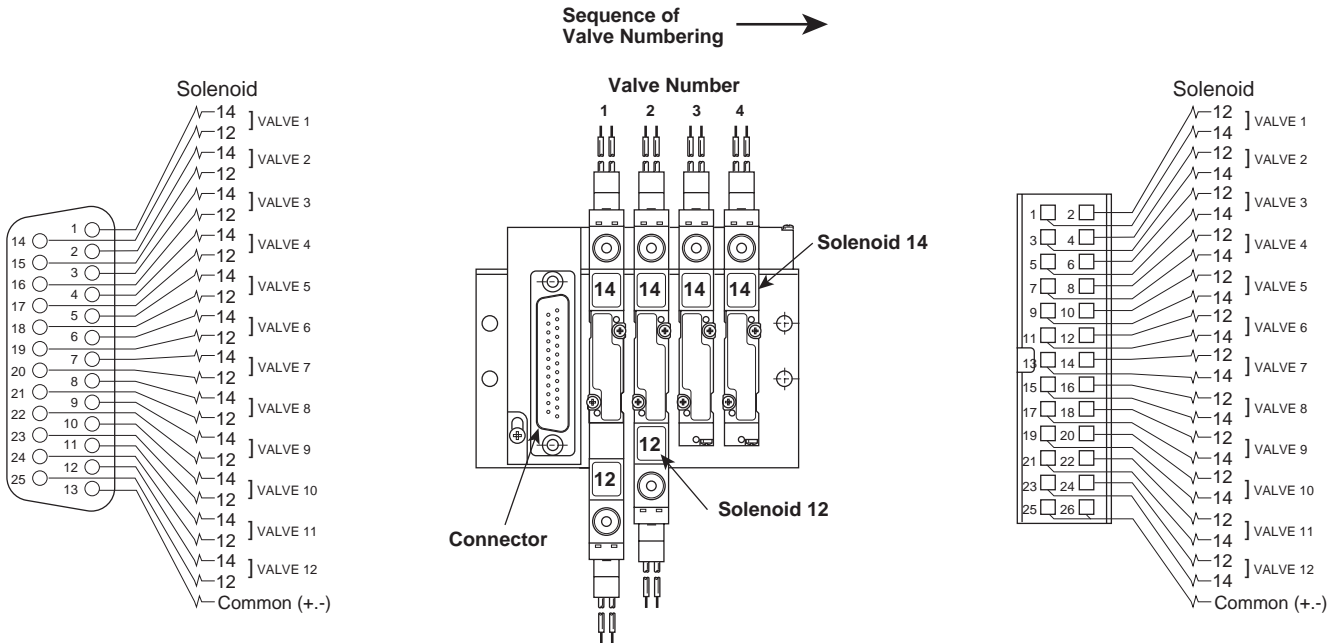 Sequence of
Valve Numbering
Solenoid
14
12
] VALVE 1
14
12
] VALVE 2
14
12
] VALVE 3
14
12
] VALVE 4
14
12
] VALVE 5
14
12
] VALVE 6
14
12
] VALVE 7
14
12
] VALVE 8
14
12
] VALVE 9
14
12
] VALVE 10
14
12
] VALVE 11
14
12
] VALVE 12
Common (+.-)
1
14
2
15
3
16
4
17
5
18
6
19
7
20
8
21
9
22
10
23
11
24
12
25
13
Valve Number
1 2 3 4
Solenoid 14
14 14 14 14
12
12
Solenoid 12
Connector
Solenoid
12
14
] VALVE 1
12
14
] VALVE 2
12
14
] VALVE 3
12
14
] VALVE 4
12
14
] VALVE 5
12
14
] VALVE 6
12
14
] VALVE 7
12
14
] VALVE 8
12
14
] VALVE 9
12
14
] VALVE 10
12
14
] VALVE 11
12
14
] VALVE 12
Common (+.-)
1 2
3 4
5 6
7 8
9 10
11 12
13 14
15 16
17 18
19 20
21 22
23 24
25 26